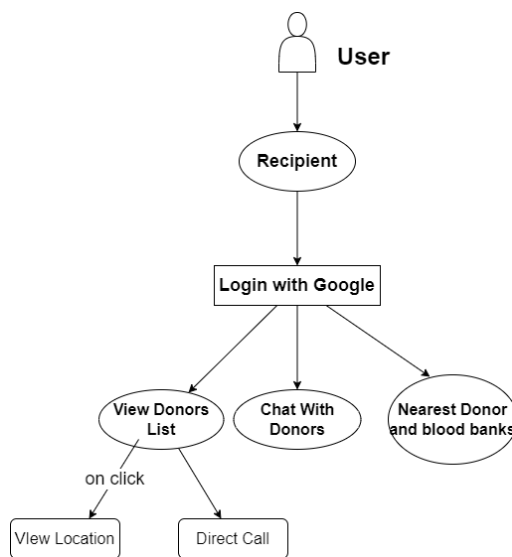 User
Recipient
Login with Google
View Donors
List
Chat With
Donors
Nearest Donor
and blood banks
on click
VIew Location
Direct Call